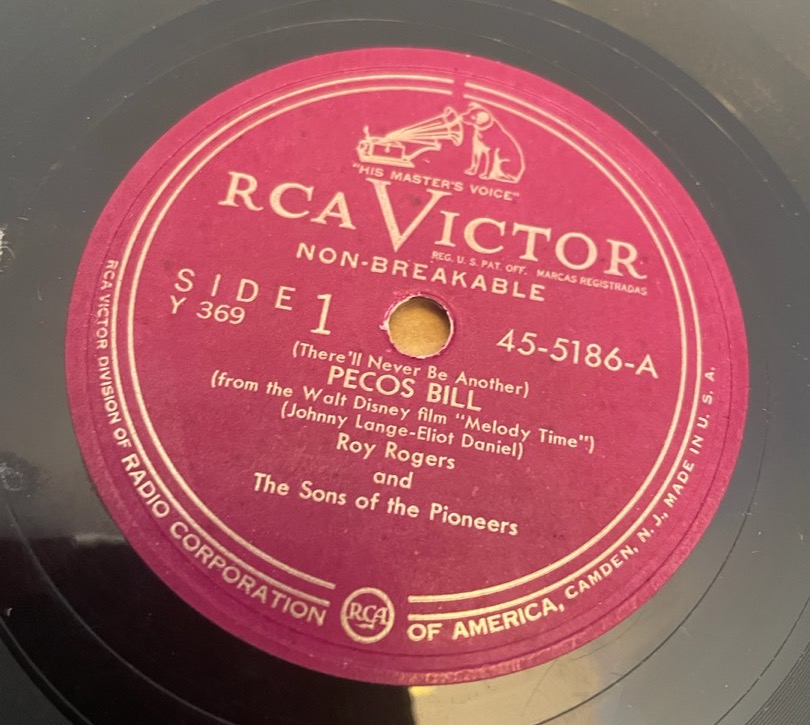 "HIS MASTER'S VOICE"
RCA VICTOR
REG. U. S. PAT. OFF. MARCAS REGISTRADAS
NON-BREAKABLE
SIDE 1
Y 369
45-5186-A
(There'll Never Be Another)
PECOS BILL
(from the Walt Disney film "Melody Time")
(Johnny Lange-Eliot Daniel)
Roy Rogers
and
The Sons of the Pioneers
RCA VICTOR DIVISION OF RADIO CORPORATION OF AMERICA, CAMDEN, N. J., MADE IN U. S. A.
RCA